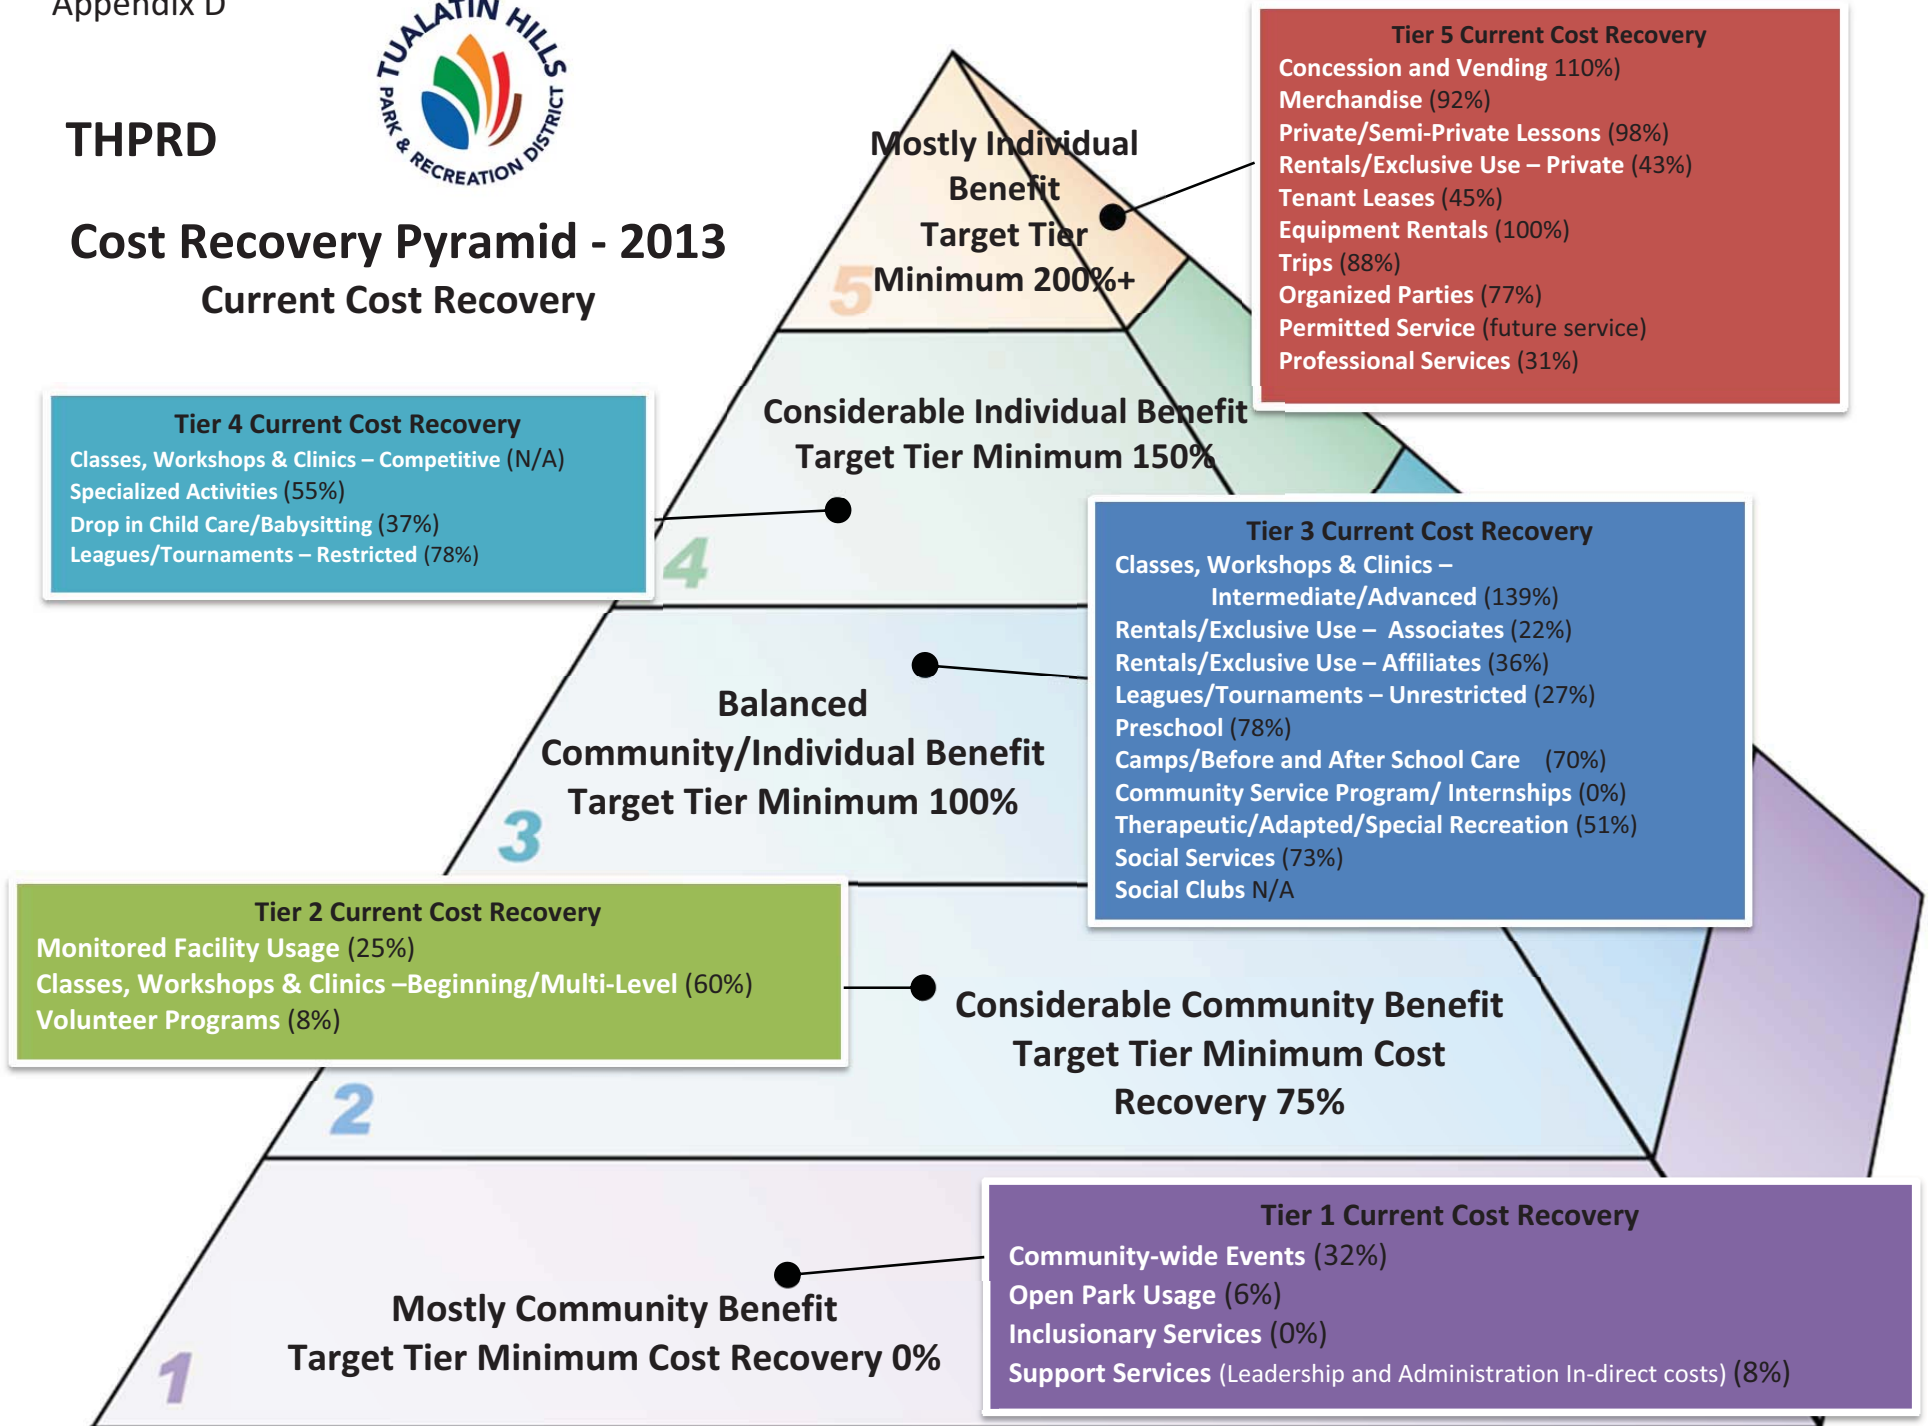 Appendix D
TUALATIN HILLS
PARK & RECREATION DISTRICT
THPRD
Cost Recovery Pyramid - 2013
Current Cost Recovery
Mostly Individual
Benefit
Target Tier
Minimum 200%+
5
Tier 5 Current Cost Recovery
Concession and Vending 110%)
Merchandise (92%)
Private/Semi-Private Lessons (98%)
Rentals/Exclusive Use – Private (43%)
Tenant Leases (45%)
Equipment Rentals (100%)
Trips (88%)
Organized Parties (77%)
Permitted Service (future service)
Professional Services (31%)
Considerable Individual Benefit
Target Tier Minimum 150%
4
Tier 4 Current Cost Recovery
Classes, Workshops & Clinics – Competitive (N/A)
Specialized Activities (55%)
Drop in Child Care/Babysitting (37%)
Leagues/Tournaments – Restricted (78%)
Balanced
Community/Individual Benefit
Target Tier Minimum 100%
3
Tier 3 Current Cost Recovery
Classes, Workshops & Clinics –
Intermediate/Advanced (139%)
Rentals/Exclusive Use – Associates (22%)
Rentals/Exclusive Use – Affiliates (36%)
Leagues/Tournaments – Unrestricted (27%)
Preschool (78%)
Camps/Before and After School Care (70%)
Community Service Program/ Internships (0%)
Therapeutic/Adapted/Special Recreation (51%)
Social Services (73%)
Social Clubs N/A
Tier 2 Current Cost Recovery
Monitored Facility Usage (25%)
Classes, Workshops & Clinics –Beginning/Multi-Level (60%)
Volunteer Programs (8%)
Considerable Community Benefit
Target Tier Minimum Cost
Recovery 75%
2
Tier 1 Current Cost Recovery
Community-wide Events (32%)
Open Park Usage (6%)
Inclusionary Services (0%)
Support Services (Leadership and Administration In-direct costs) (8%)
Mostly Community Benefit
Target Tier Minimum Cost Recovery 0%
1